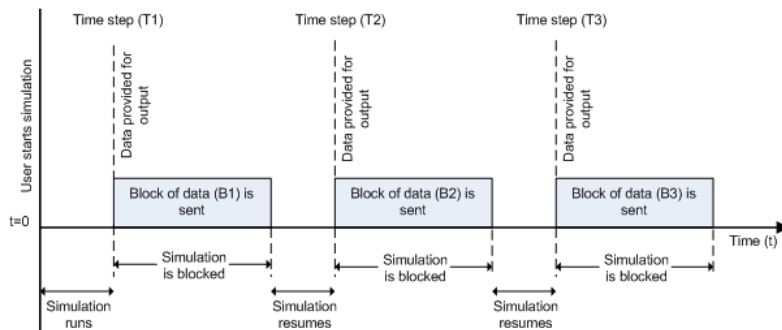 Time step (T1)
Time step (T2)
Time step (T3)
User starts simulation
Data provided for
output
Data provided for
output
Data provided for
output
Block of data (B1) is
sent
Block of data (B2) is
sent
Block of data (B3) is
sent
t=0
Time (t)
Simulation
is blocked
Simulation
is blocked
Simulation
is blocked
Simulation
runs
Simulation
resumes
Simulation
resumes